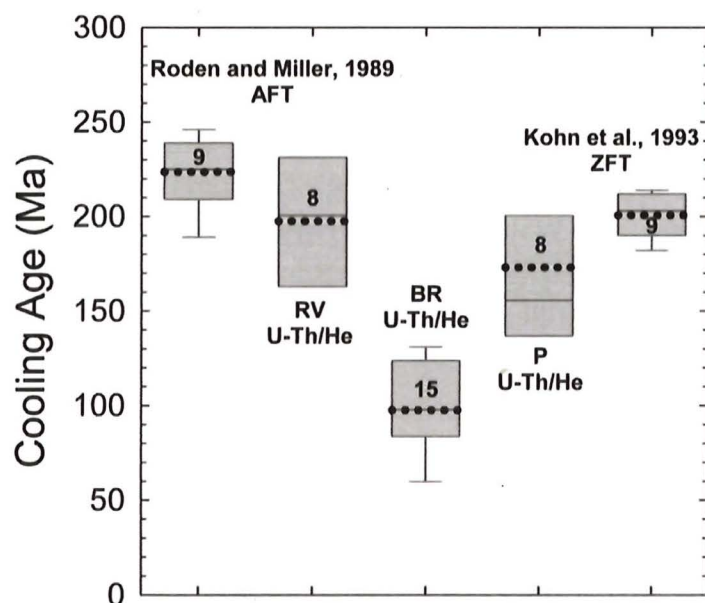 Cooling Age (Ma)
300
250
200
150
100
50
0
Roden and Miller, 1989
AFT
9
8
RV
U-Th/He
BR
U-Th/He
15
8
P
U-Th/He
Kohn et al., 1993
ZFT
9